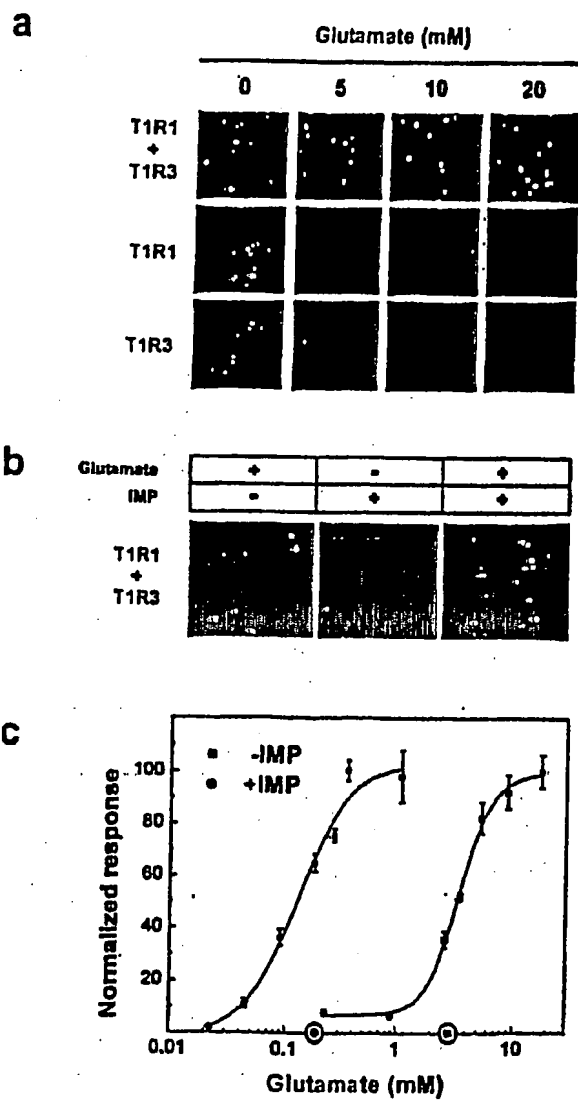 a
Glutamate (mM)
0 5 10 20
T1R1
+
T1R3
T1R1
T1R3
b
Glutamate + - +
IMP - + +
T1R1
+
T1R3
c
Normalized response
-IMP
+IMP
100
80
60
40
20
0.01 0.1 1 10
Glutamate (mM)